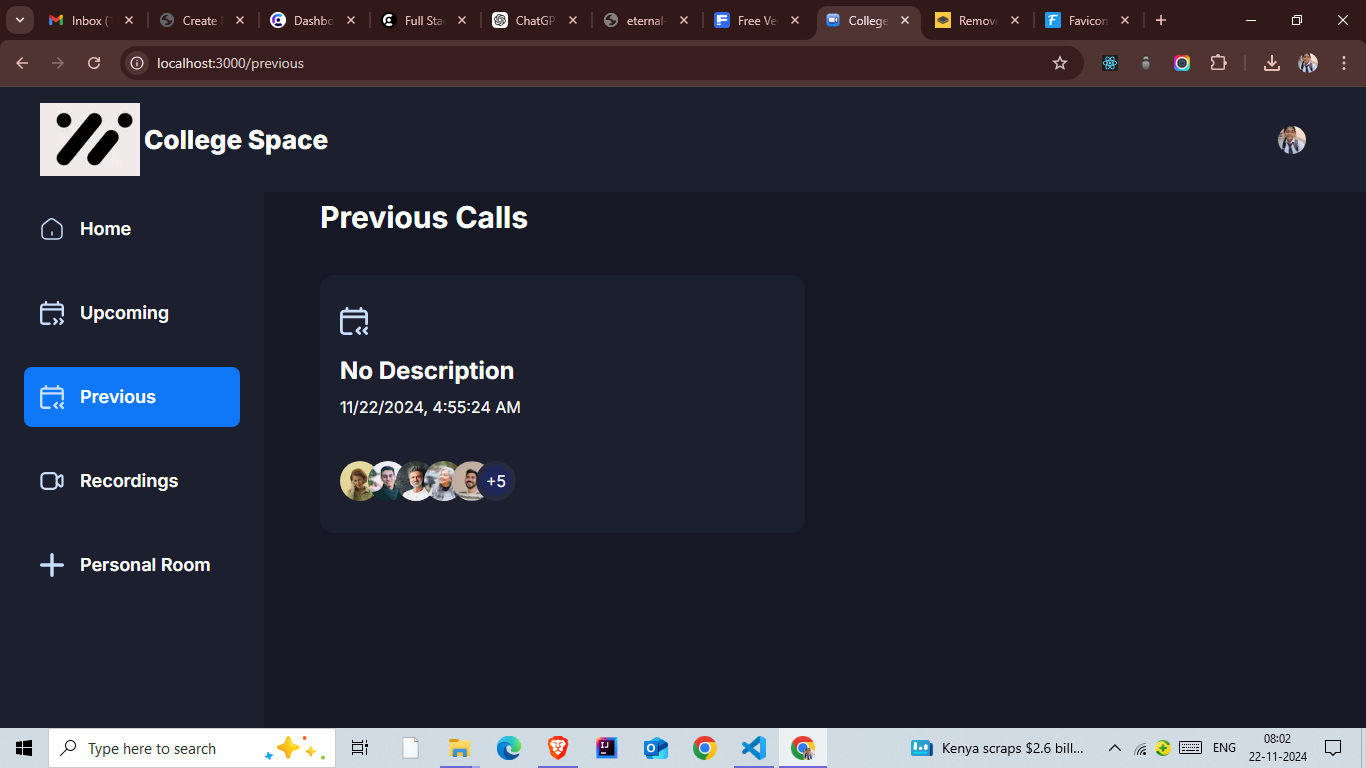 Inbox (
Create
Dashbo
Full Sta
ChatGP
eternal-
Free Ve
College
Remov
Favicon
localhost:3000/previous
College Space
Home
Upcoming
Previous
Recordings
Personal Room
Previous Calls
No Description
11/22/2024, 4:55:24 AM
+5
Type here to search
Kenya scraps $2.6 bill...
ENG
08:02
22-11-2024